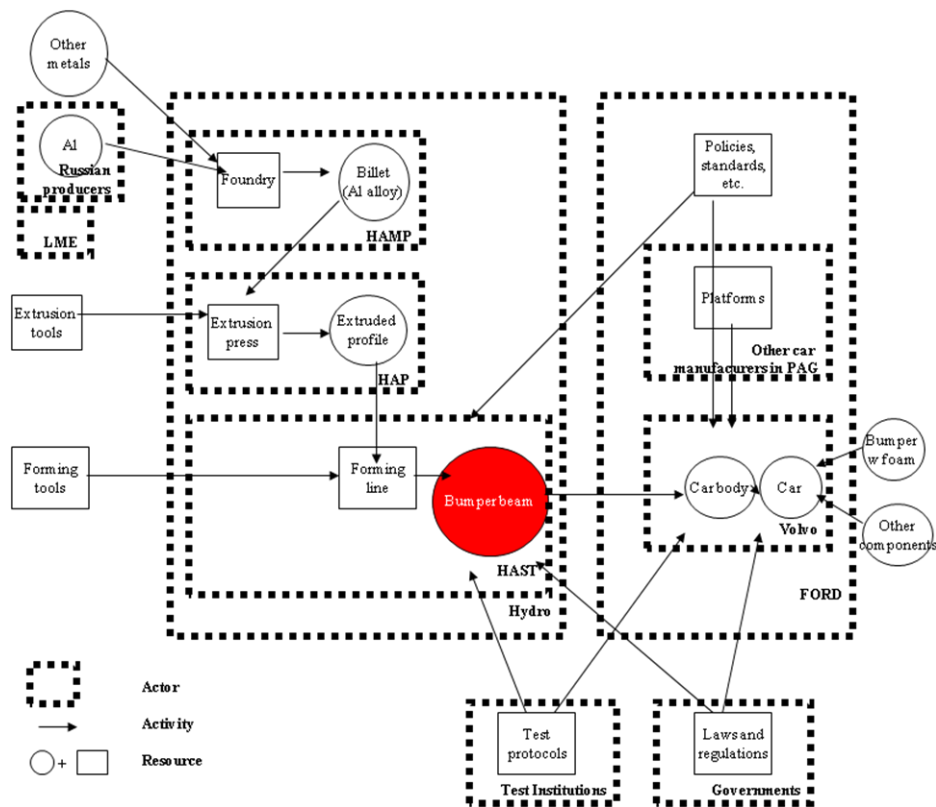 Other
metals
Al
Russian
producers
LME
Foundry
Billet
(Al alloy)
HAMP
Policies,
standards,
etc.
Extrusion
tools
Extrusion
press
Extruded
profile
HAP
Platforms
Other car
manufacurers in PAG
Forming
tools
Forming
line
Bumperbeam
HAST
Hydro
Carbody
Car
Volvo
Bumper
w foam
Other
components
FORD
Test
protocols
Test Institutions
Laws and
regulations
Governments
Actor
Activity
+
Resource